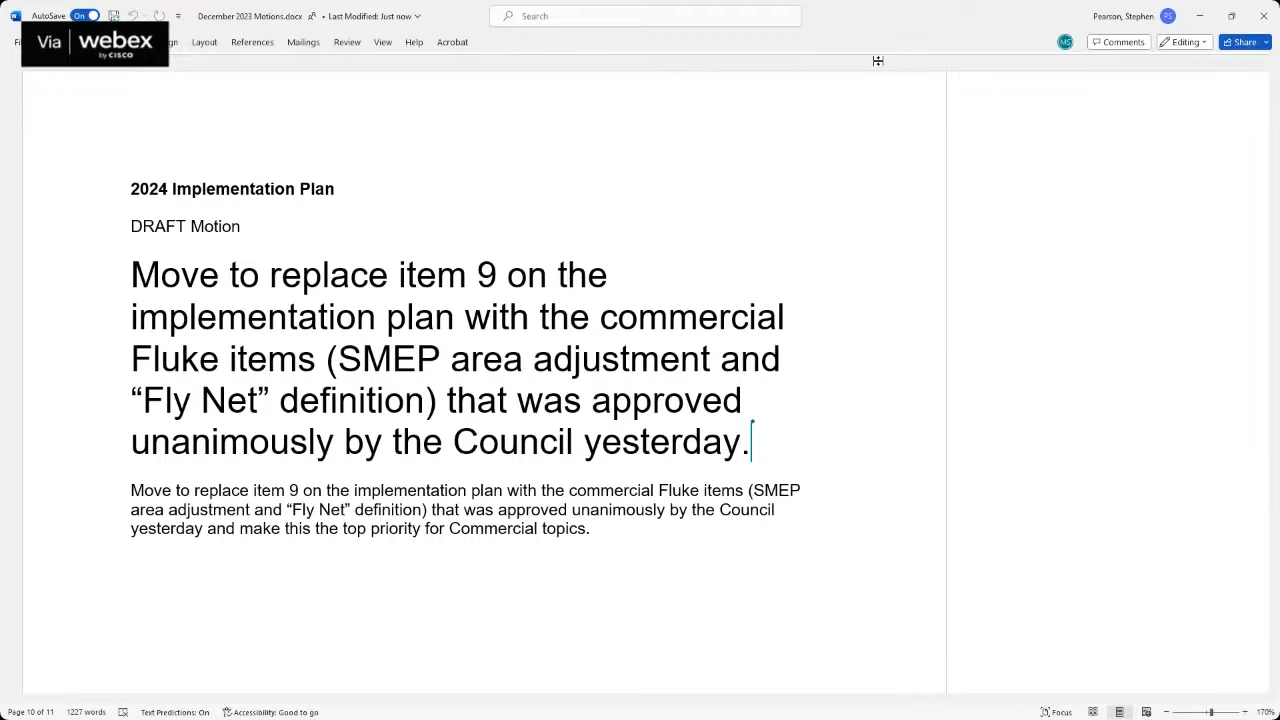 AutoSave On December 2023 Motions.docx • Last Modified: Just now Search Pearson, Stephen PS
Via webex by CISCO
Layout References Mailings Review View Help Acrobat MS Comments Editing Share
2024 Implementation Plan
DRAFT Motion
Move to replace item 9 on the
implementation plan with the commercial
Fluke items (SMEP area adjustment and
“Fly Net” definition) that was approved
unanimously by the Council yesterday.
Move to replace item 9 on the implementation plan with the commercial Fluke items (SMEP
area adjustment and “Fly Net” definition) that was approved unanimously by the Council
yesterday and make this the top priority for Commercial topics.
Page 10 of 11 1227 words Text Predictions: On Accessibility: Good to go Focus 170%